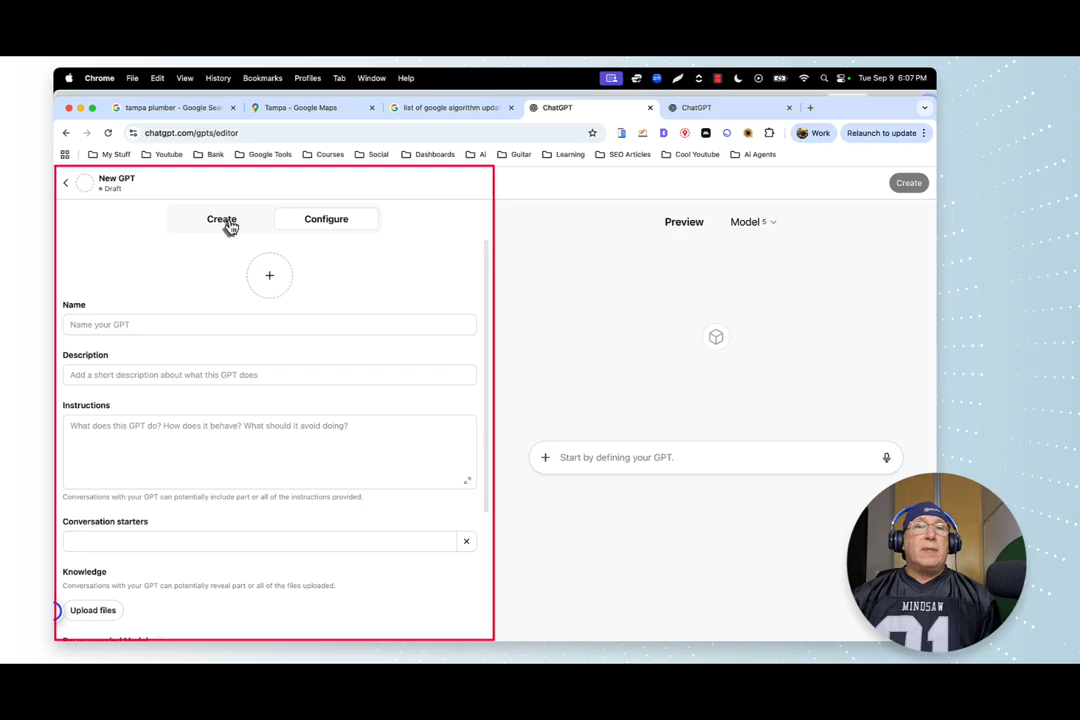 Chrome File Edit View History Bookmarks Profiles Tab Window Help Tue Sep 9 6:07 PM
tampa plumber - Google Sea Tampa - Google Maps list of google algorithm upda ChatGPT ChatGPT
chatgpt.com/gpts/editor Work Relaunch to update
My Stuff Youtube Bank Google Tools Courses Social Dashboards Ai Guitar Learning SEO Articles Cool Youtube Ai Agents
New GPT
Draft
Create
Create Configure
Preview Model 5
Name
Name your GPT
Description
Add a short description about what this GPT does
Instructions
What does this GPT do? How does it behave? What should it avoid doing?
Start by defining your GPT.
Conversations with your GPT can potentially include part or all of the instructions provided.
Conversation starters
Knowledge
Conversations with your GPT can potentially reveal part or all of the files uploaded.
Upload files
MINDSAW